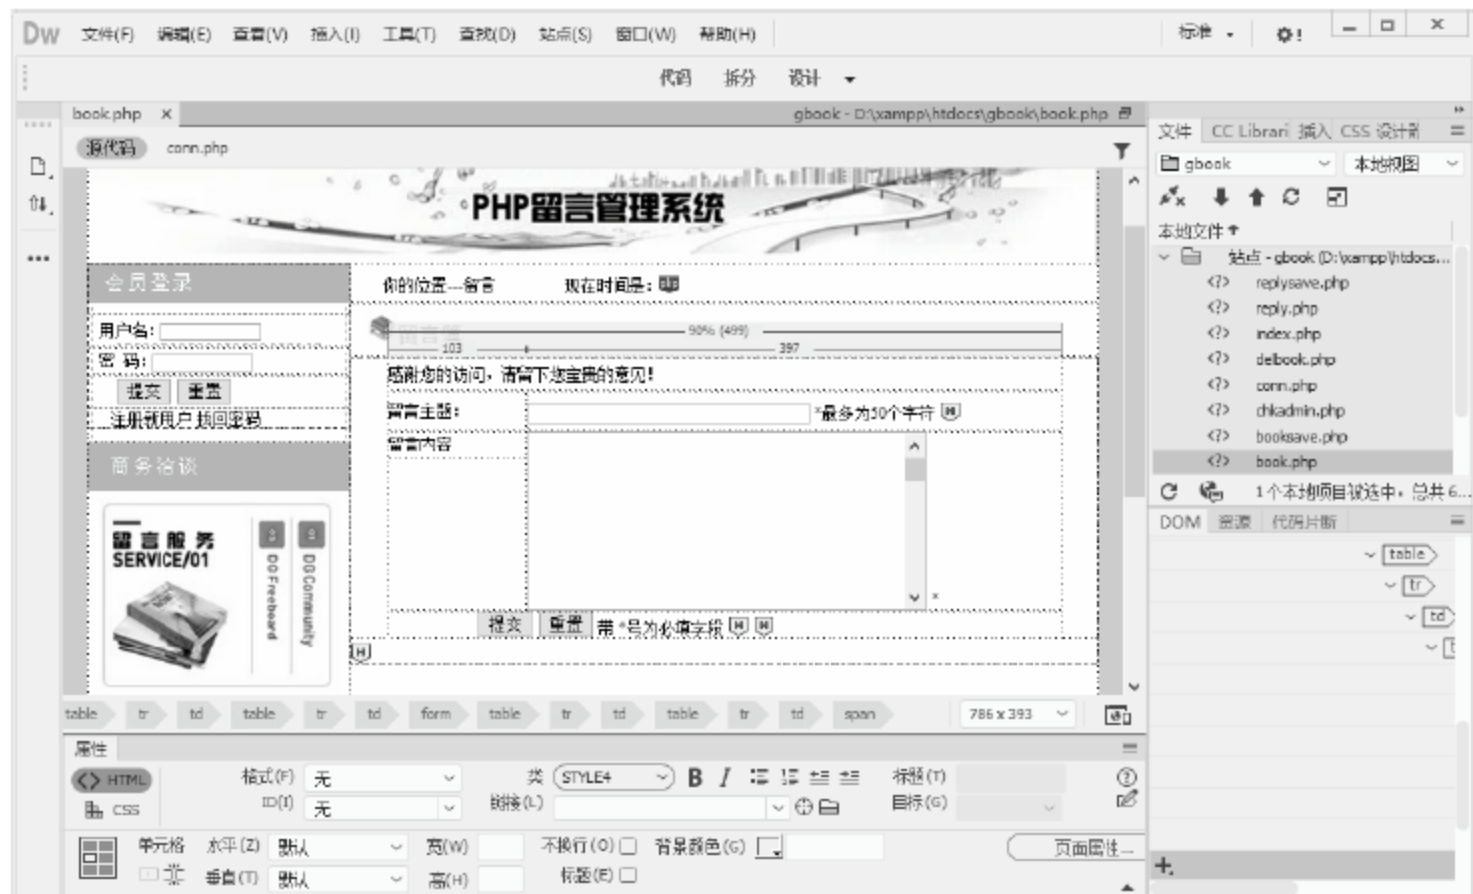 Dw 文件(F) 编辑(E) 查看(V) 插入(I) 工具(T) 查找(D) 站点(S) 窗口(W) 帮助(H) 标准
代码 拆分 设计
book.php × gbook - D:\xampp\htdocs\gbook\book.php
源代码 conn.php
PHP留言管理系统
会员登录
你的位置---留言 现在时间是:
用户名:
密 码:
提交 重置
注册新用户 找回密码
商务洽谈
留言服务
SERVICE/01
DG Freeboard
DG Community
90% (499)
103 397
感谢您的访问，请留下您宝贵的意见！
留言主题: *最多为50个字符
留言内容
*
提交 重置 带 *号为必填字段
table tr td table tr td form table tr td table tr td span 786 x 393
属性
<> HTML 格式(F) 无 类 STYLE4 B I 标题(T)
CSS ID(I) 无 链接(L) 目标(G)
单元格 水平(Z) 默认 宽(W) 不换行(O) 背景颜色(G) 页面属性...
垂直(T) 默认 高(H) 标题(E)
文件 CC Librari 插入 CSS 设计器
gbook 本地视图
本地文件
站点 - gbook (D:\xampp\htdocs...
replysave.php
reply.php
index.php
delbook.php
conn.php
chkadmin.php
booksave.php
book.php
1 个本地项目被选中，总共 6...
DOM 资源 代码片断
table
tr
td
t